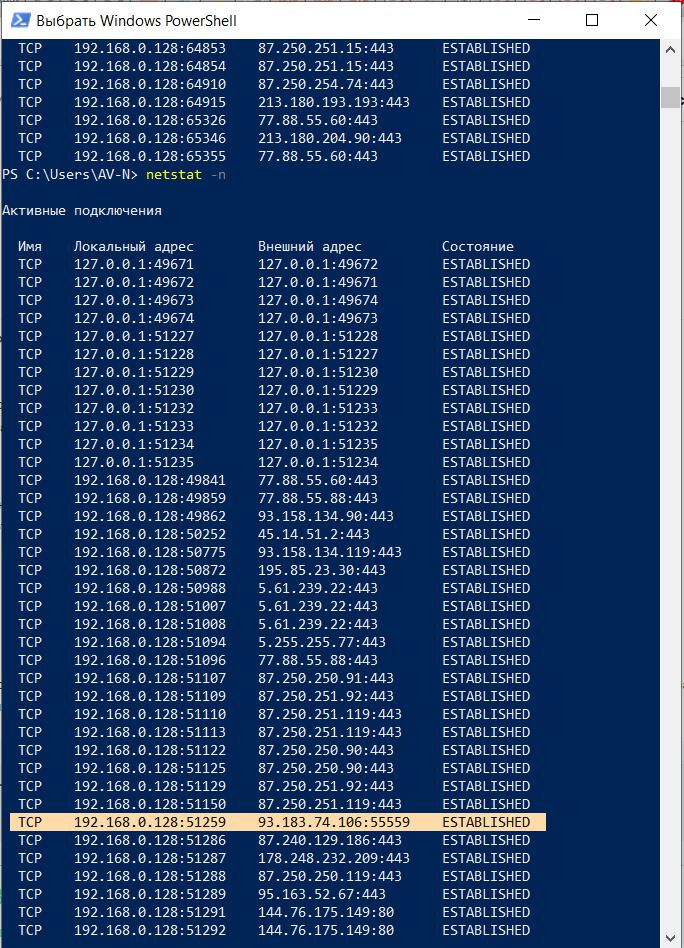 Выбрать Windows PowerShell
TCP 192.168.0.128:64853 87.250.251.15:443 ESTABLISHED
TCP 192.168.0.128:64854 87.250.251.15:443 ESTABLISHED
TCP 192.168.0.128:64910 87.250.254.74:443 ESTABLISHED
TCP 192.168.0.128:64915 213.180.193.193:443 ESTABLISHED
TCP 192.168.0.128:65326 77.88.55.60:443 ESTABLISHED
TCP 192.168.0.128:65346 213.180.204.90:443 ESTABLISHED
TCP 192.168.0.128:65355 77.88.55.60:443 ESTABLISHED
PS C:\Users\AV-N> netstat -n
Активные подключения
Имя Локальный адрес Внешний адрес Состояние
TCP 127.0.0.1:49671 127.0.0.1:49672 ESTABLISHED
TCP 127.0.0.1:49672 127.0.0.1:49671 ESTABLISHED
TCP 127.0.0.1:49673 127.0.0.1:49674 ESTABLISHED
TCP 127.0.0.1:49674 127.0.0.1:49673 ESTABLISHED
TCP 127.0.0.1:51227 127.0.0.1:51228 ESTABLISHED
TCP 127.0.0.1:51228 127.0.0.1:51227 ESTABLISHED
TCP 127.0.0.1:51229 127.0.0.1:51230 ESTABLISHED
TCP 127.0.0.1:51230 127.0.0.1:51229 ESTABLISHED
TCP 127.0.0.1:51232 127.0.0.1:51233 ESTABLISHED
TCP 127.0.0.1:51233 127.0.0.1:51232 ESTABLISHED
TCP 127.0.0.1:51234 127.0.0.1:51235 ESTABLISHED
TCP 127.0.0.1:51235 127.0.0.1:51234 ESTABLISHED
TCP 192.168.0.128:49841 77.88.55.60:443 ESTABLISHED
TCP 192.168.0.128:49859 77.88.55.88:443 ESTABLISHED
TCP 192.168.0.128:49862 93.158.134.90:443 ESTABLISHED
TCP 192.168.0.128:50252 45.14.51.2:443 ESTABLISHED
TCP 192.168.0.128:50775 93.158.134.119:443 ESTABLISHED
TCP 192.168.0.128:50872 195.85.23.30:443 ESTABLISHED
TCP 192.168.0.128:50988 5.61.239.22:443 ESTABLISHED
TCP 192.168.0.128:51007 5.61.239.22:443 ESTABLISHED
TCP 192.168.0.128:51008 5.61.239.22:443 ESTABLISHED
TCP 192.168.0.128:51094 5.255.255.77:443 ESTABLISHED
TCP 192.168.0.128:51096 77.88.55.88:443 ESTABLISHED
TCP 192.168.0.128:51107 87.250.250.91:443 ESTABLISHED
TCP 192.168.0.128:51109 87.250.251.92:443 ESTABLISHED
TCP 192.168.0.128:51110 87.250.251.119:443 ESTABLISHED
TCP 192.168.0.128:51113 87.250.251.119:443 ESTABLISHED
TCP 192.168.0.128:51122 87.250.250.90:443 ESTABLISHED
TCP 192.168.0.128:51125 87.250.250.90:443 ESTABLISHED
TCP 192.168.0.128:51129 87.250.251.92:443 ESTABLISHED
TCP 192.168.0.128:51150 87.250.251.119:443 ESTABLISHED
TCP 192.168.0.128:51259 93.183.74.106:55559 ESTABLISHED
TCP 192.168.0.128:51286 87.240.129.186:443 ESTABLISHED
TCP 192.168.0.128:51287 178.248.232.209:443 ESTABLISHED
TCP 192.168.0.128:51288 87.250.250.119:443 ESTABLISHED
TCP 192.168.0.128:51289 95.163.52.67:443 ESTABLISHED
TCP 192.168.0.128:51291 144.76.175.149:80 ESTABLISHED
TCP 192.168.0.128:51292 144.76.175.149:80 ESTABLISHED